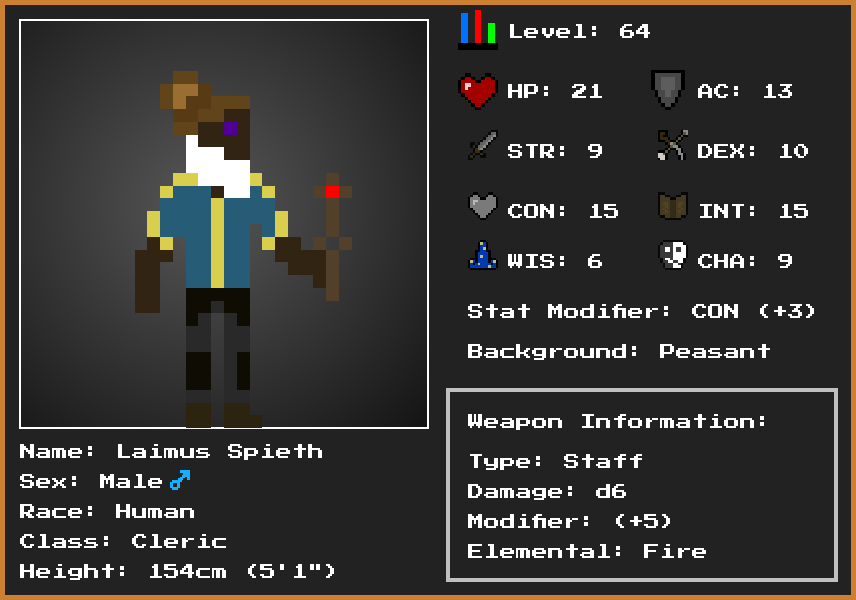 Level: 64
HP: 21
AC: 13
STR: 9
DEX: 10
CON: 15
INT: 15
WIS: 6
CHA: 9
Stat Modifier: CON (+3)
Background: Peasant
Weapon Information:
Type: Staff
Damage: d6
Modifier: (+5)
Elemental: Fire
Name: Laimus Spieth
Sex: Male♂
Race: Human
Class: Cleric
Height: 154cm (5'1")